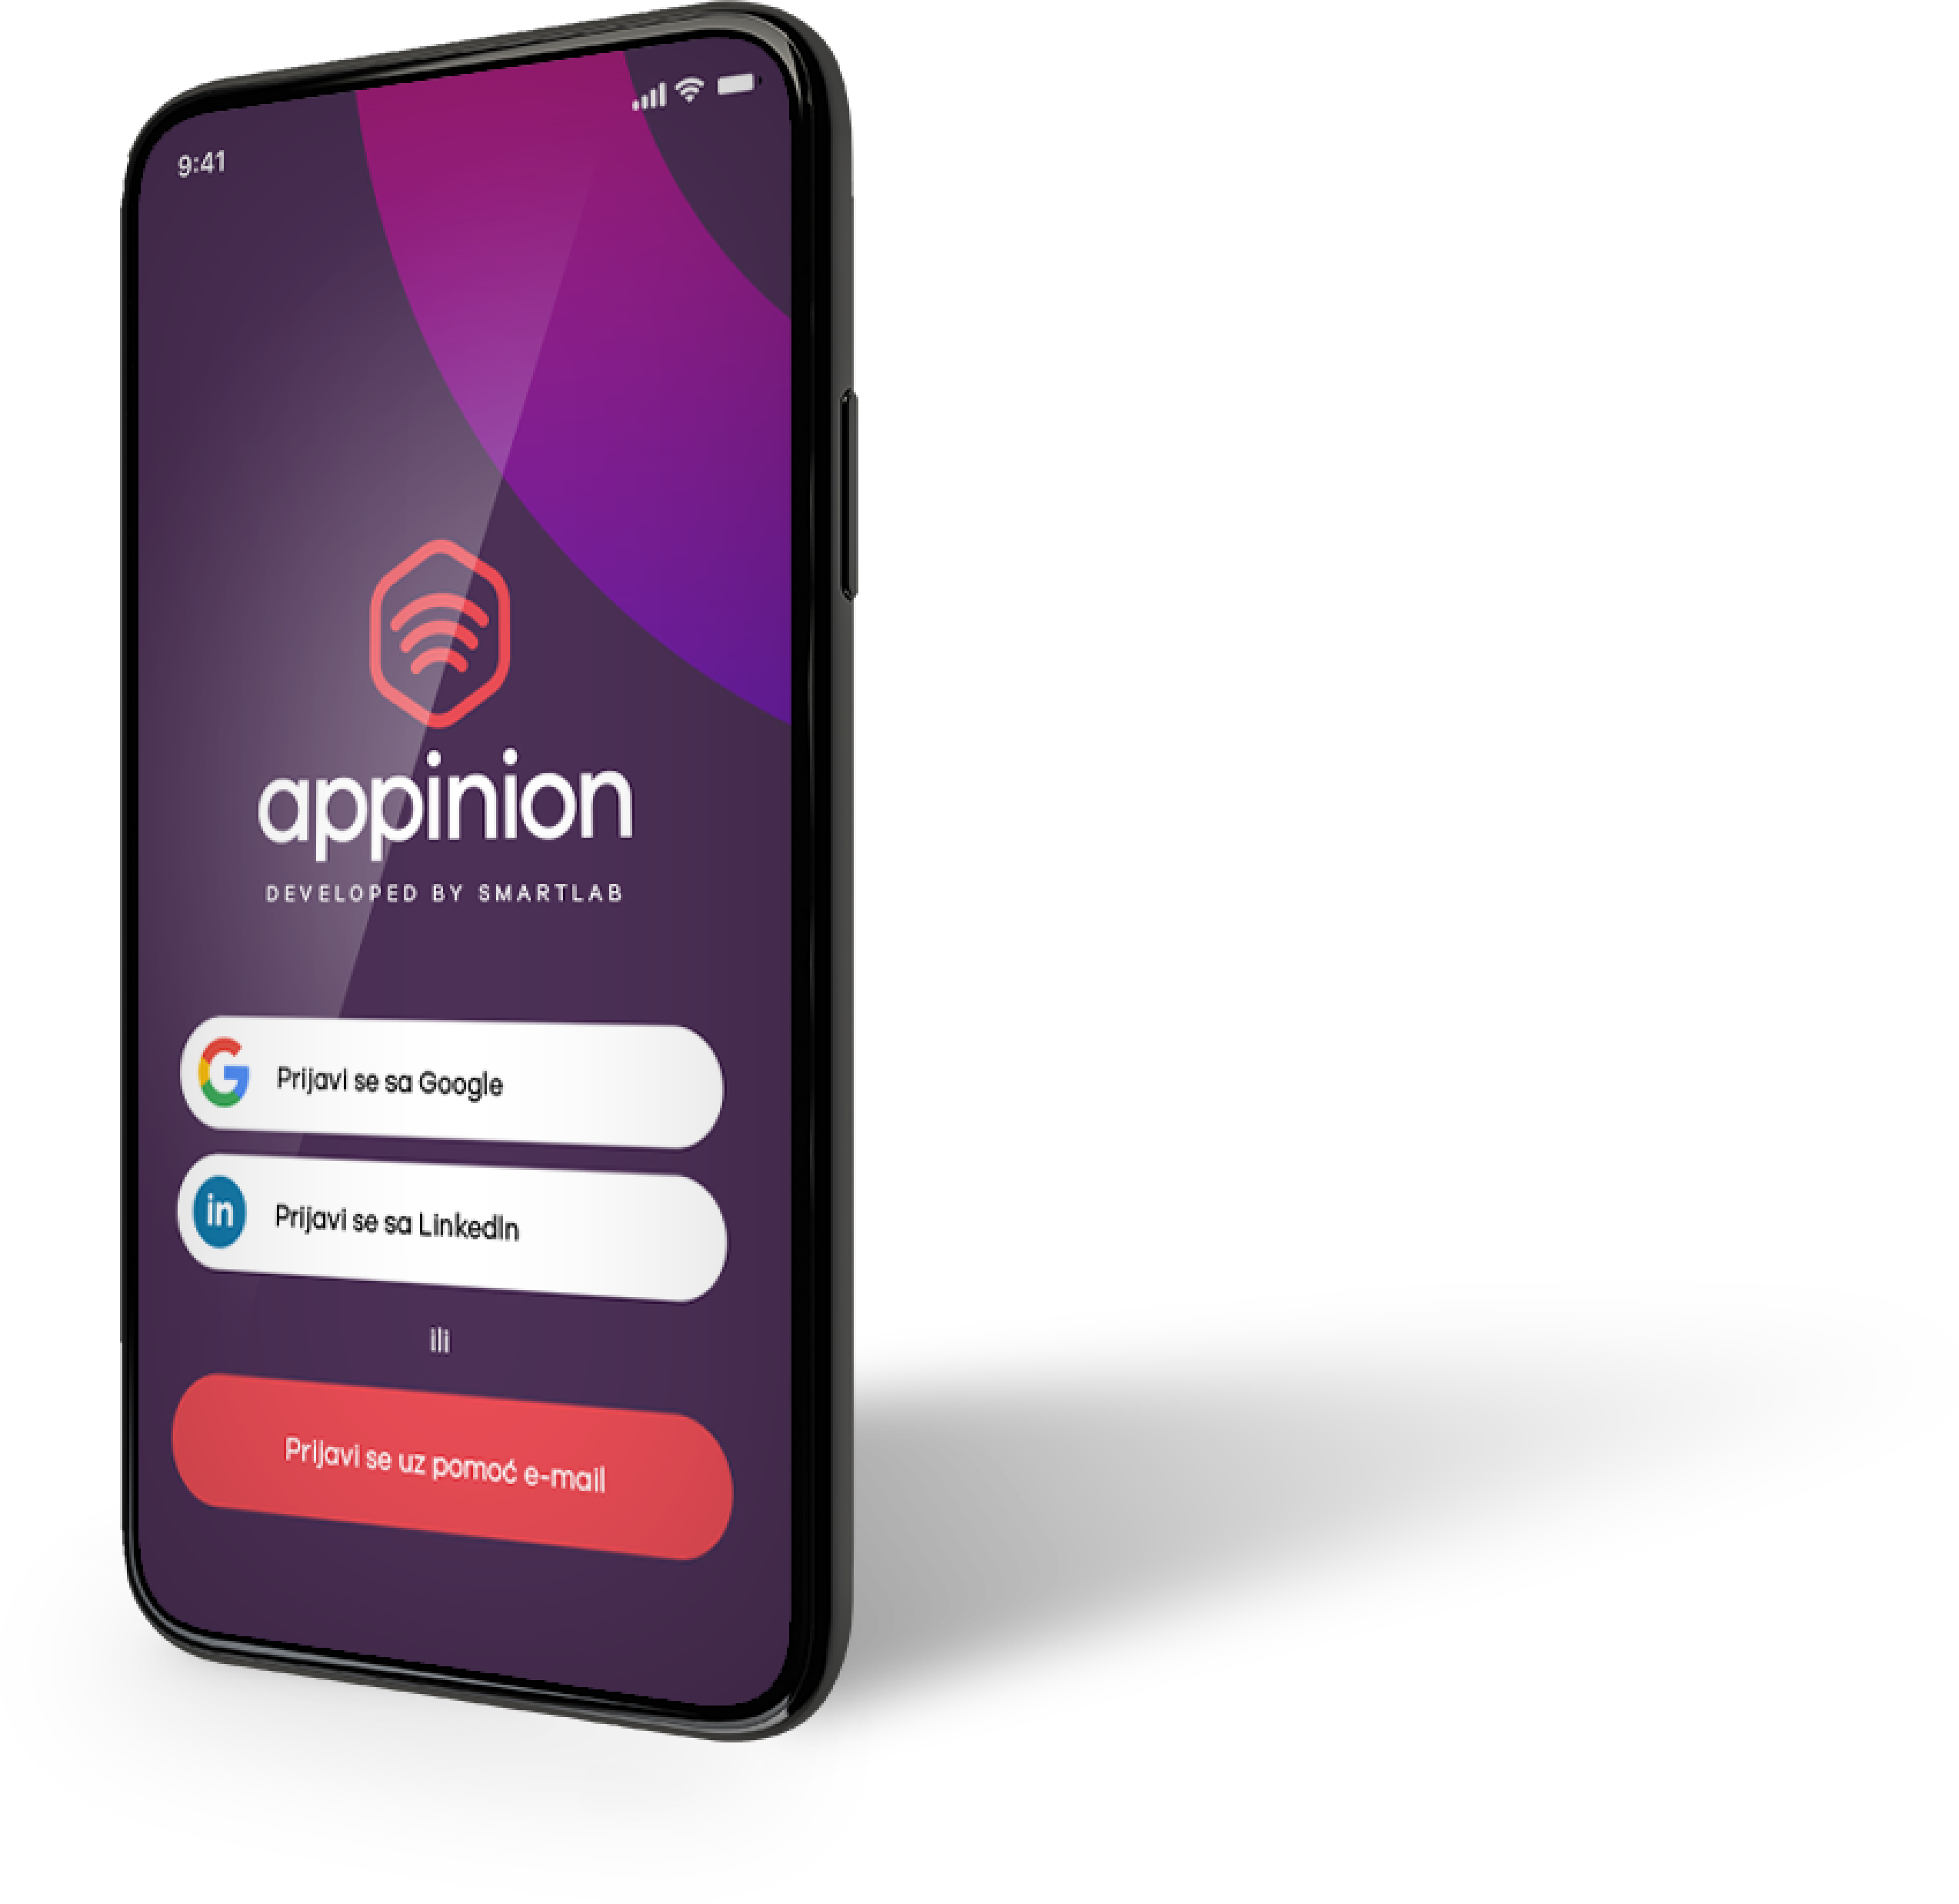 9:41
appinion
DEVELOPED BY SMARTLAB
Prijavi se sa Google
in
Prijavi se sa LinkedIn
ili
Prijavi se uz pomoć e-mail